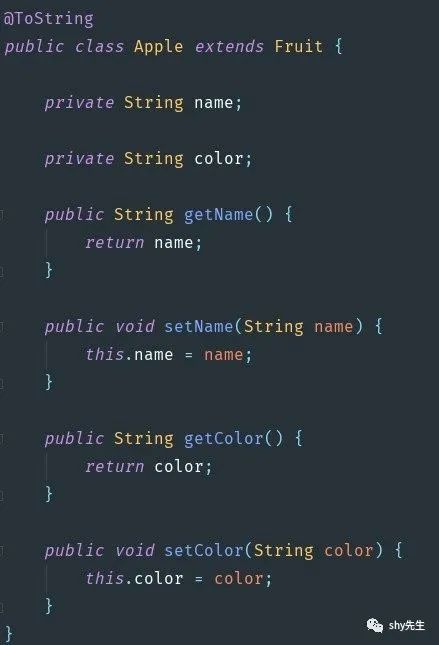 @ToString
public class Apple extends Fruit {
private String name;
private String color;
public String getName() {
return name;
}
public void setName(String name) {
this.name = name;
}
public String getColor() {
return color;
}
public void setColor(String color) {
this.color = color;
}
}
shy先生